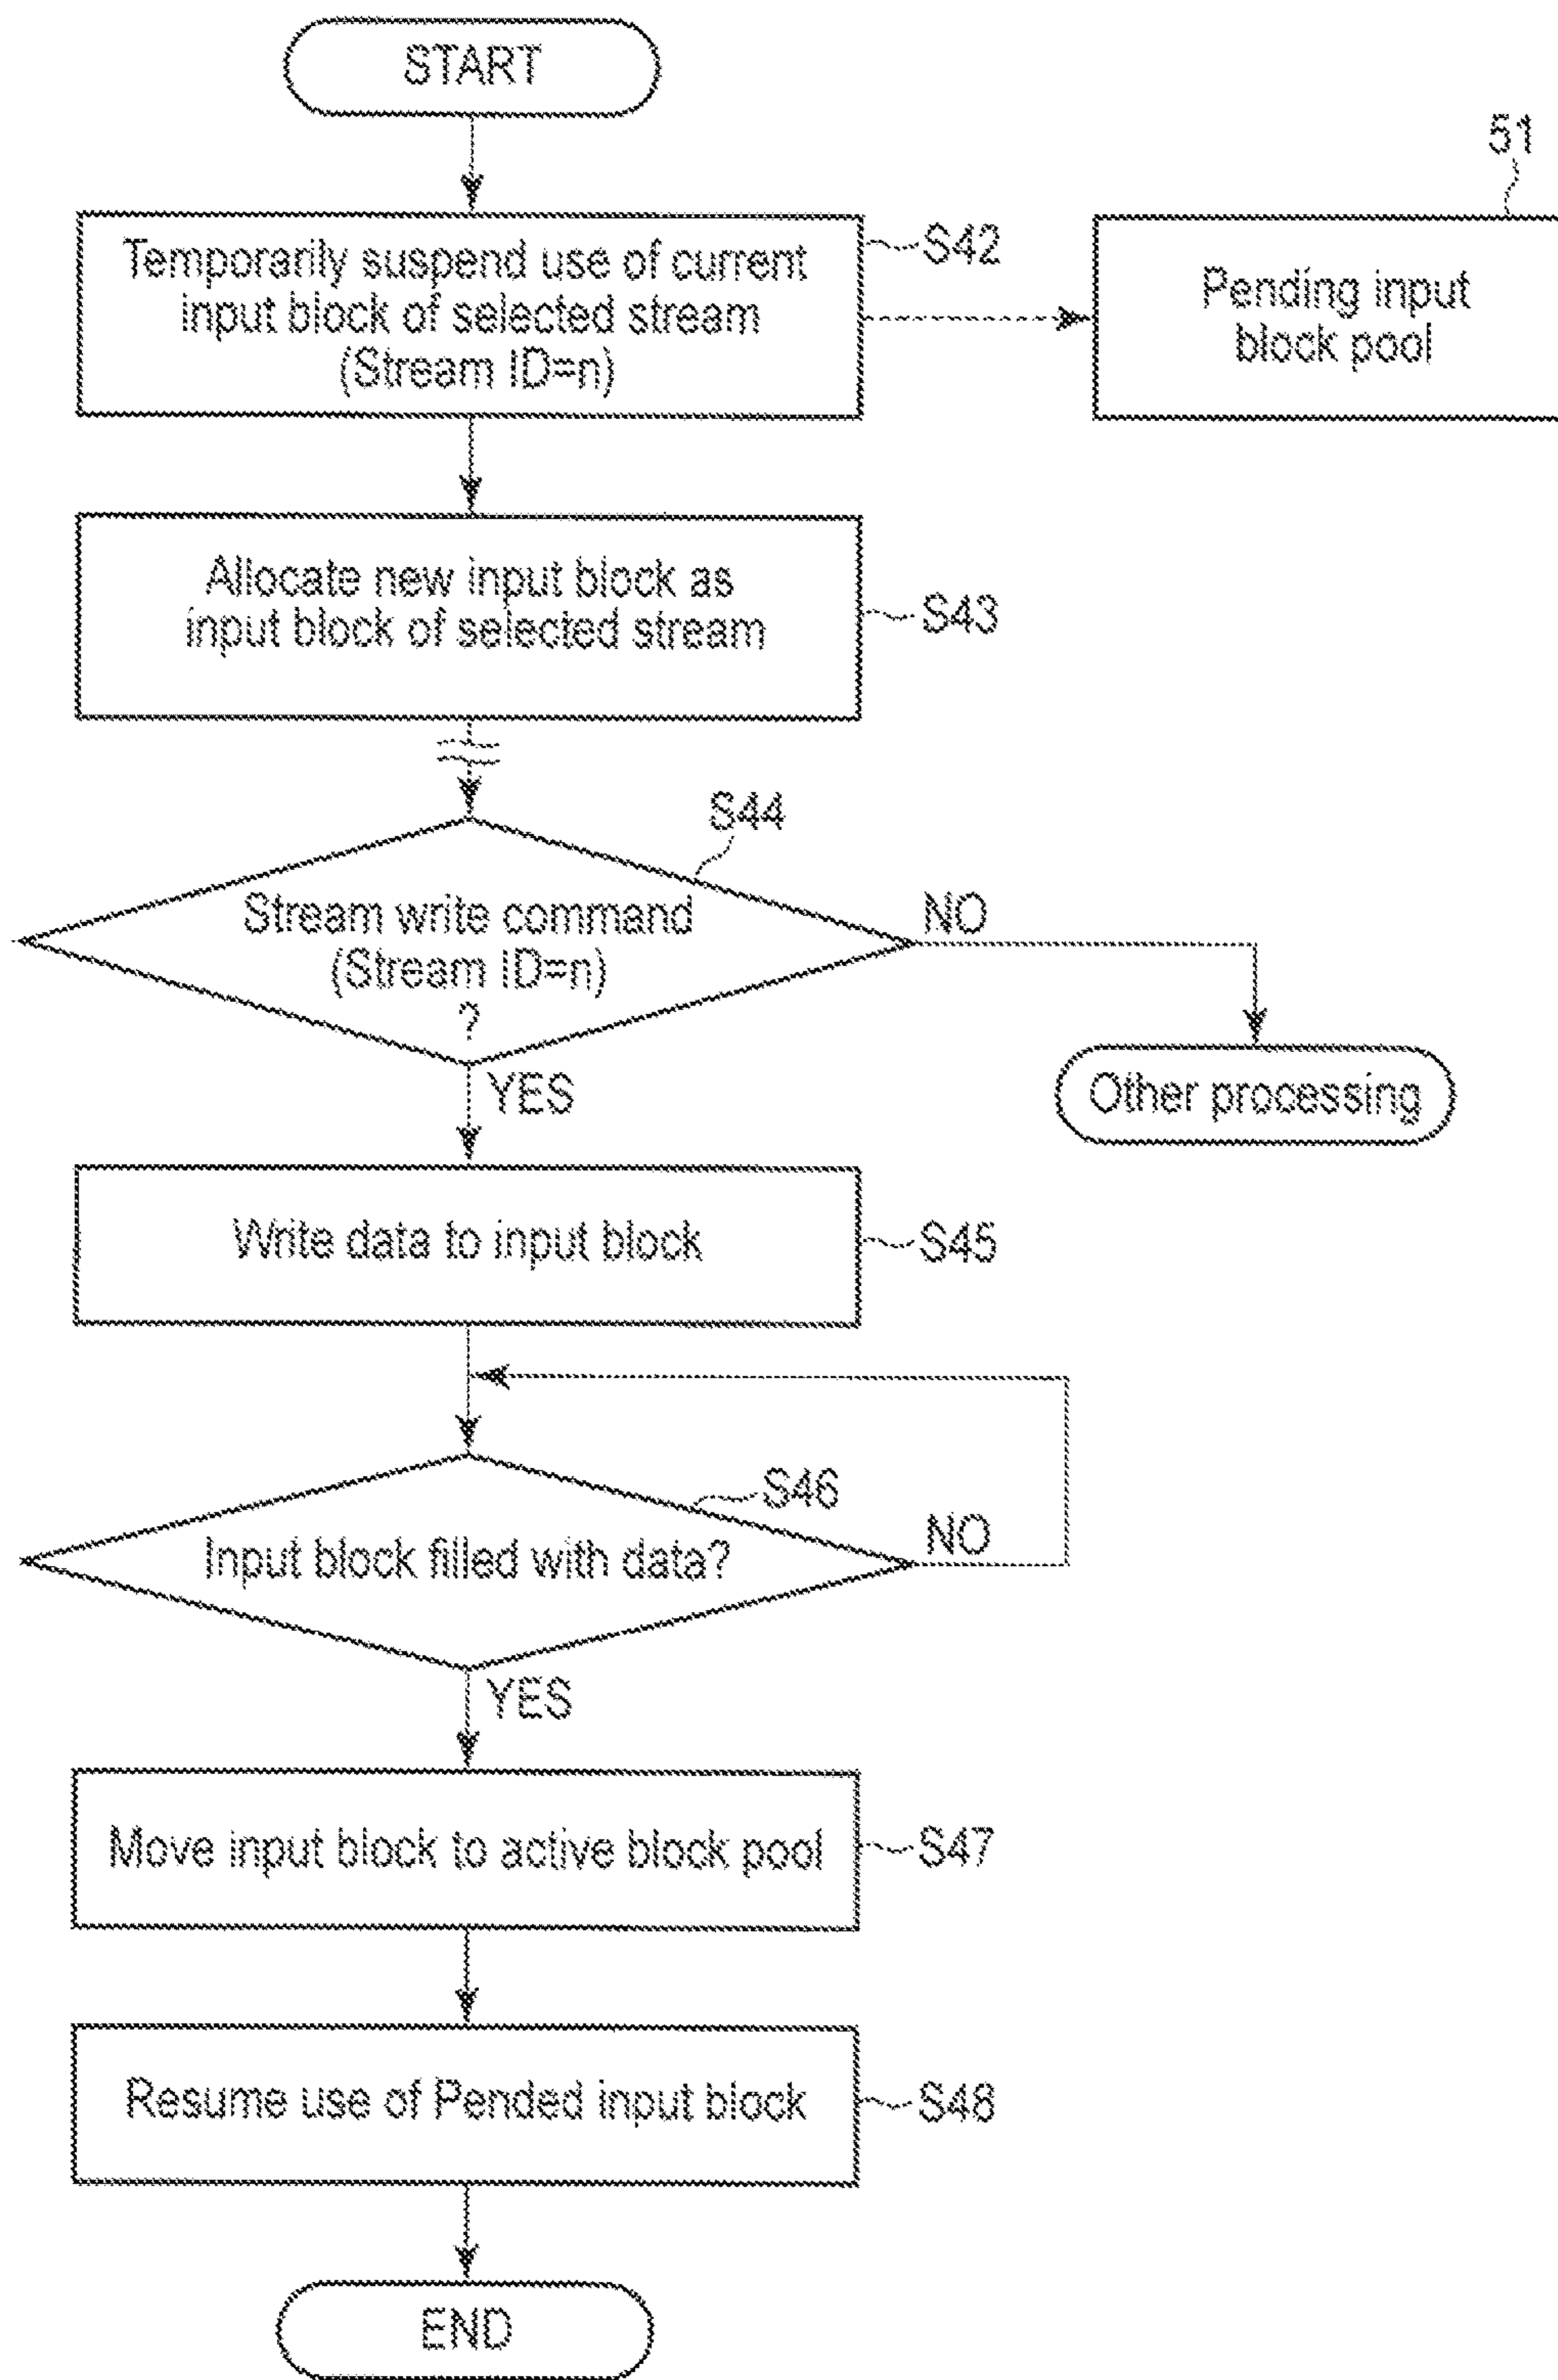 START
51
Temporarily suspend use of current
input block of selected stream
(Stream ID=n)
S42
Pending input
block pool
Allocate new input block as
input block of selected stream
S43
S44
Stream write command
(Stream ID=n)
?
NO
YES
Other processing
Write data to input block
S45
S46
Input block filled with data?
NO
YES
Move input block to active block pool
S47
Resume use of Pended input block
S48
END